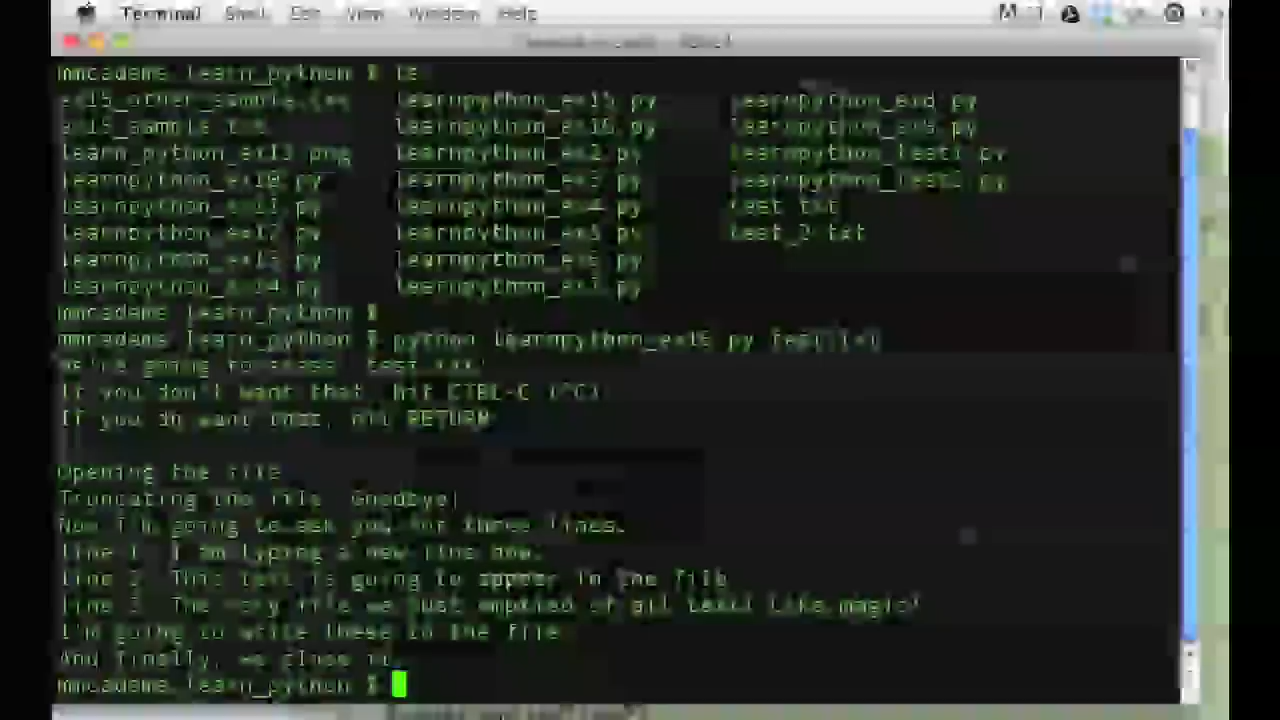 Terminal Shell Edit View Window Help
mmcadams learn_python $ ls
ex15_other_sample.txt learnpython_ex15.py learnpython_ex8.py
ex15_sample.txt learnpython_ex16.py learnpython_ex9.py
learn_python_ex13.png learnpython_ex2.py learnpython_test1.py
learnpython_ex10.py learnpython_ex3.py learnpython_test2.py
learnpython_ex11.py learnpython_ex4.py test.txt
learnpython_ex12.py learnpython_ex5.py test_2.txt
learnpython_ex13.py learnpython_ex6.py
learnpython_ex14.py learnpython_ex7.py
mmcadams learn_python $
mmcadams learn_python $ python learnpython_ex16.py
We're going to erase test.txt
If you don't want that, hit CTRL-C (^C)
If you do want that, hit RETURN
Opening the file
Truncating the file. Goodbye!
Now I'm going to ask you for three lines.
line 1: I am typing a new line now.
line 2: This text is going to appear in the file
line 3: The very file we just emptied of all text! Like magic!
I'm going to write these to the file
And finally, we close it.
mmcadams learn_python $